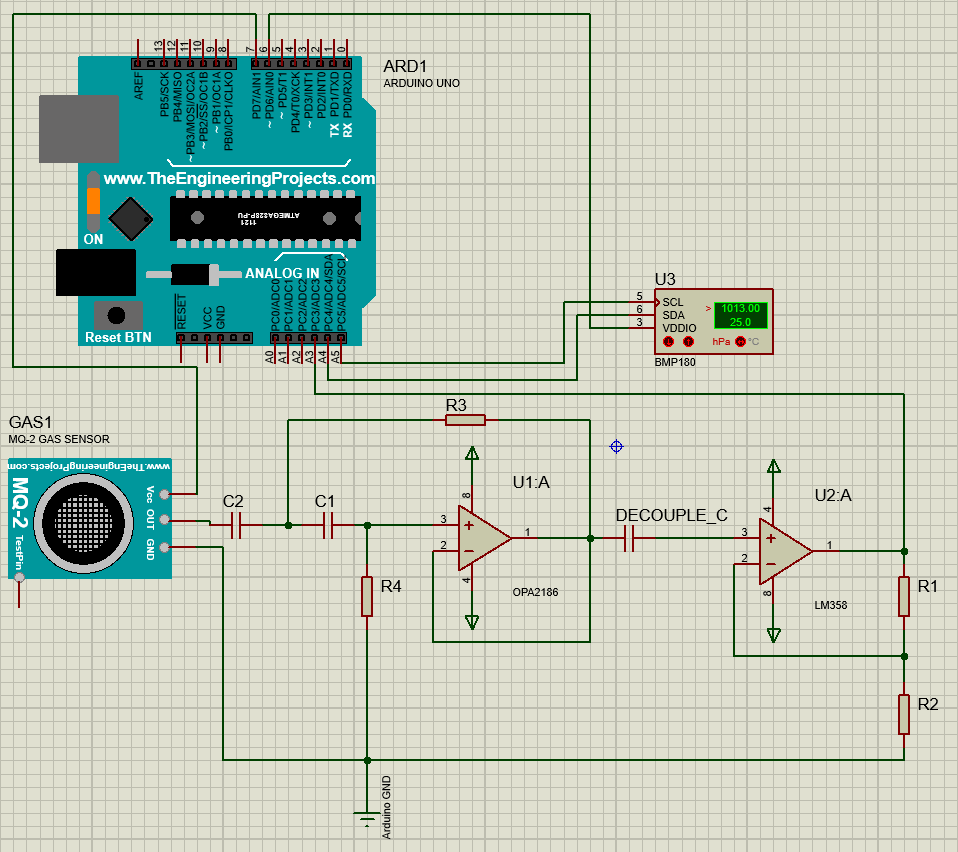 ARD1
ARDUINO UNO
AREF
13
12
11
10
9
8
7
6
5
4
3
2
1
0
PB5/SCK
PB4/MISO
~ PB3/MOSI/OC2A
~ PB2/SS/OC1B
~ PB1/OC1A
PB0/ICP1/CLKO
PD7/AIN1
~ PD6/AIN0
~ PD5/T1
PD4/T0/XCK
~ PD3/INT1
PD2/INT0
TX PD1/TXD
RX PD0/RXD
www.TheEngineeringProjects.com
ATMEGA328P-PU
1121
ON
ANALOG IN
Reset BTN
RESET
VCC
GND
PC0/ADC0
PC1/ADC1
PC2/ADC2
PC3/ADC3
PC4/ADC4/SDA
PC5/ADC5/SCL
A0
A1
A2
A3
A4
A5
U3
5
6
3
SCL
SDA
VDDIO
>
1013.00
25.0
hPa
°C
BMP180
GAS1
MQ-2 GAS SENSOR
www.TheEngineeringProjects.com
MQ-2
TestPin
Vcc
OUT
GND
C2
C1
R3
R4
U1:A
3
2
8
4
1
OPA2186
DECOUPLE_C
U2:A
3
2
4
8
1
LM358
R1
R2
Arduino GND